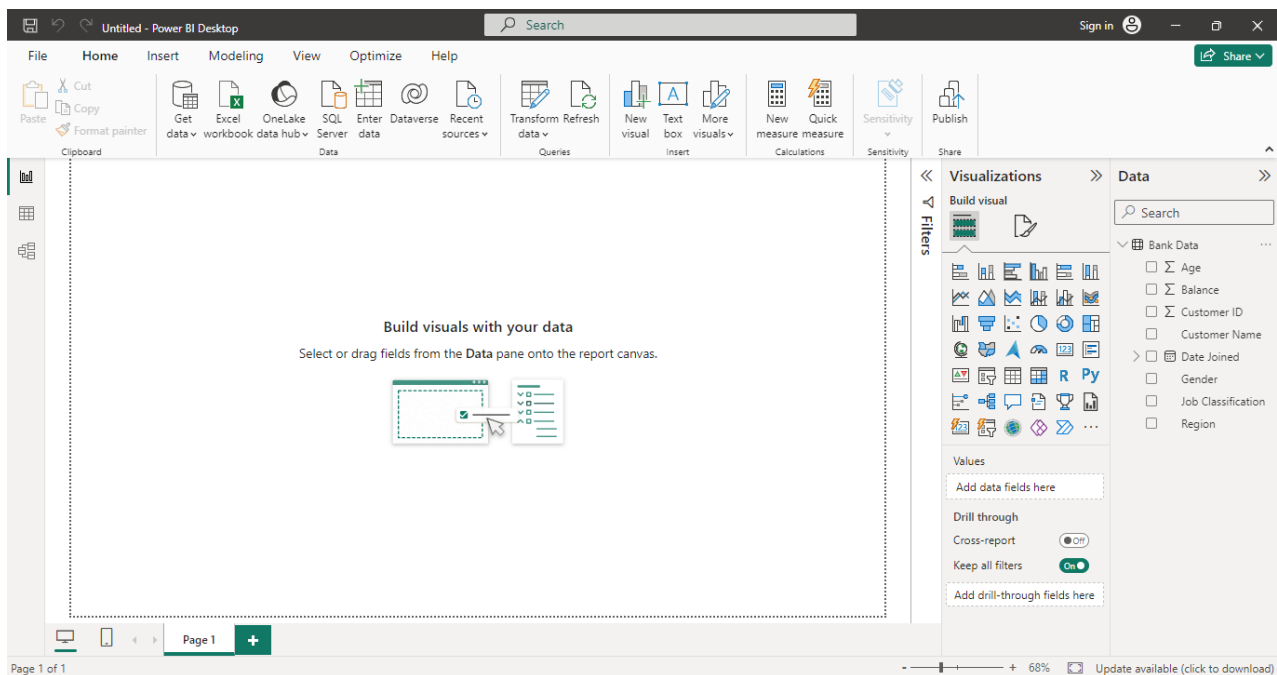 Untitled - Power BI Desktop
Search
Sign in
File Home Insert Modeling View Optimize Help
Share
Paste
Cut
Copy
Format painter
Clipboard
Get data
Excel workbook
OneLake data hub
SQL Server
Enter data
Dataverse
Recent sources
Data
Transform data
Refresh
Queries
New visual
Text box
More visuals
Insert
New measure
Quick measure
Calculations
Sensitivity
Sensitivity
Publish
Share
Build visuals with your data
Select or drag fields from the Data pane onto the report canvas.
Filters
Visualizations
Build visual
123
R Py
123
Values
Add data fields here
Drill through
Cross-report
Off
Keep all filters
On
Add drill-through fields here
Data
Search
Bank Data
Age
Balance
Customer ID
Customer Name
Date Joined
Gender
Job Classification
Region
Page 1
Page 1 of 1
68%
Update available (click to download)